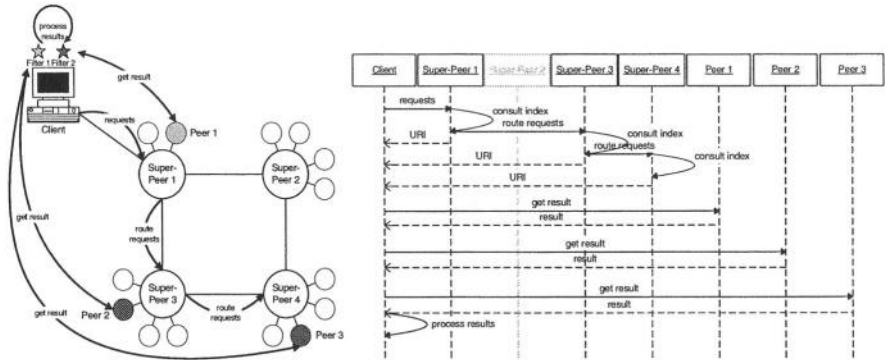 process
results
Filter 1 Filter 2
get result
requests
Client
Peer 1
Super-
Peer 1
Super-
Peer 2
get result
route
requests
Super-
Peer 3
Super-
Peer 4
route
requests
Peer 2
get result
Peer 3
Client
Super-Peer 1
Super-Peer 2
Super-Peer 3
Super-Peer 4
Peer 1
Peer 2
Peer 3
requests
consult index
route requests
URI
consult index
route requests
URI
consult index
URI
get result
result
get result
result
get result
result
process results